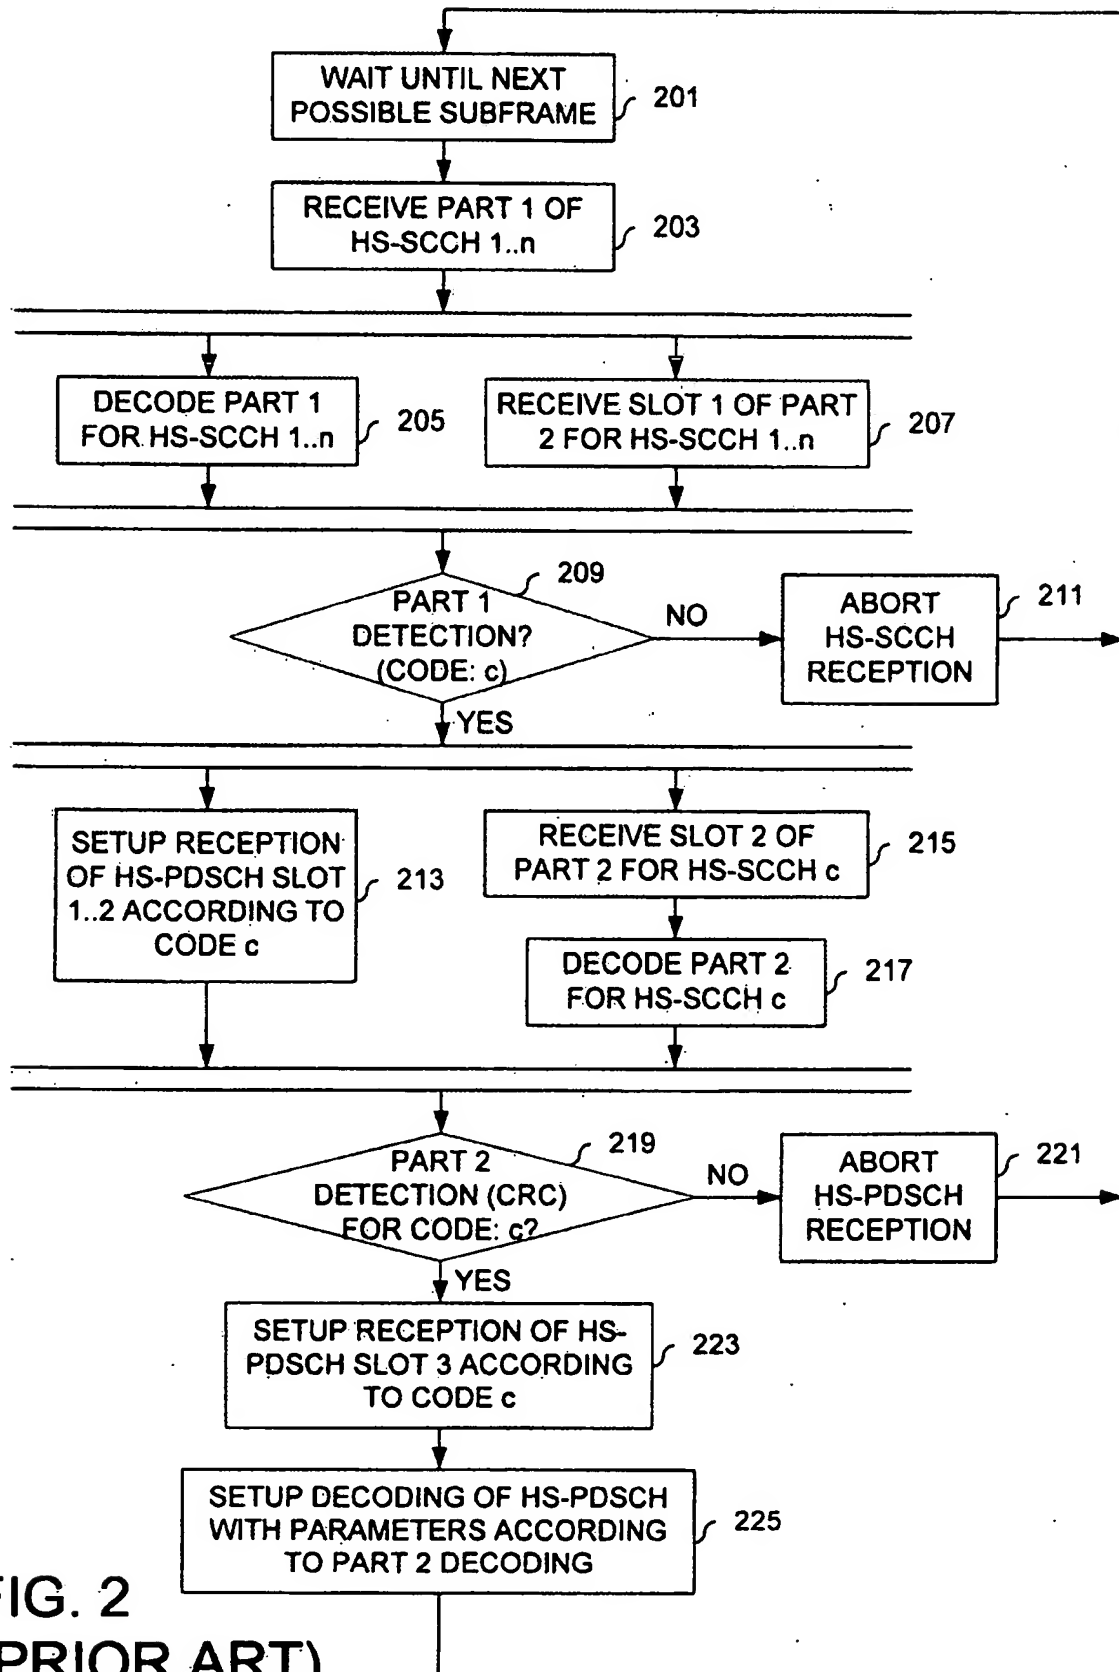 WAIT UNTIL NEXT
POSSIBLE SUBFRAME
201
RECEIVE PART 1 OF
HS-SCCH 1..n
203
DECODE PART 1
FOR HS-SCCH 1..n
205
RECEIVE SLOT 1 OF PART
2 FOR HS-SCCH 1..n
207
PART 1
DETECTION?
(CODE: c)
209
NO
ABORT
HS-SCCH
RECEPTION
211
YES
SETUP RECEPTION
OF HS-PDSCH SLOT
1..2 ACCORDING TO
CODE c
213
RECEIVE SLOT 2 OF
PART 2 FOR HS-SCCH c
215
DECODE PART 2
FOR HS-SCCH c
217
PART 2
DETECTION (CRC)
FOR CODE: c?
219
NO
ABORT
HS-PDSCH
RECEPTION
221
YES
SETUP RECEPTION OF HS-
PDSCH SLOT 3 ACCORDING
TO CODE c
223
SETUP DECODING OF HS-PDSCH
WITH PARAMETERS ACCORDING
TO PART 2 DECODING
225
FIG. 2
(PRIOR ART)